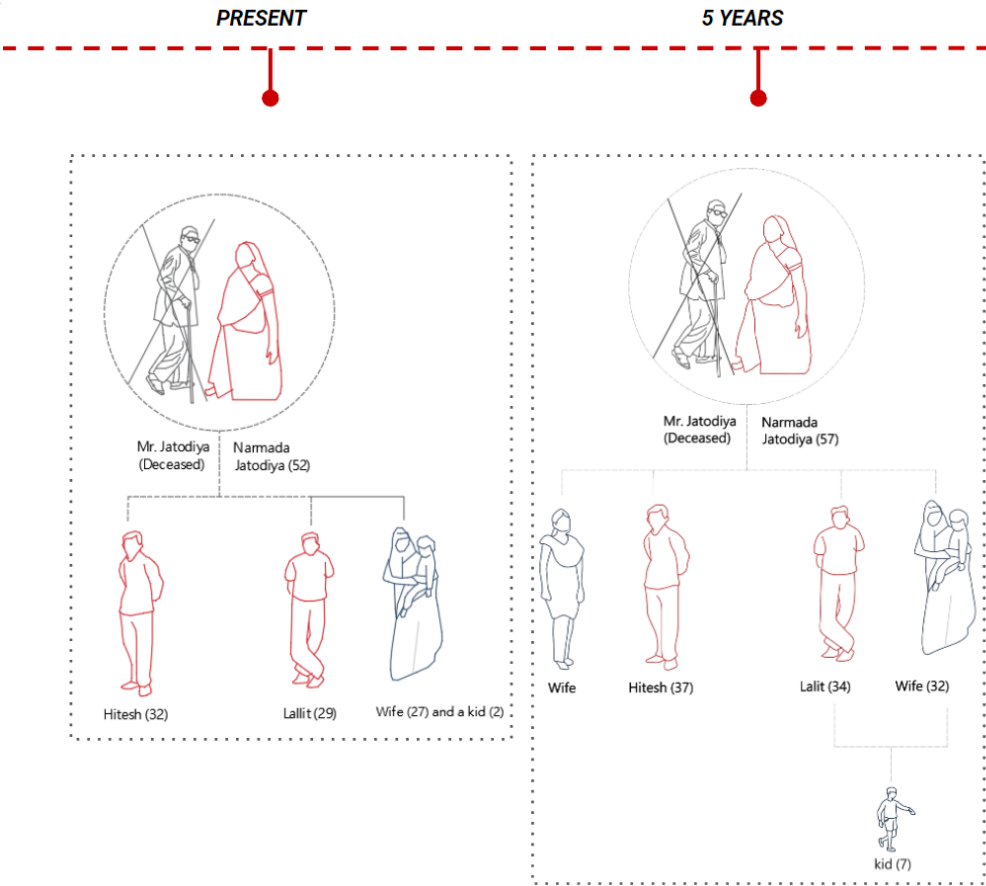 PRESENT
5 YEARS
Mr. Jatodiya
(Deceased)
Narmada
Jatodiya (52)
Hitesh (32)
Lallit (29)
Wife (27) and a kid (2)
Mr. Jatodiya
(Deceased)
Narmada
Jatodiya (57)
Wife
Hitesh (37)
Lalit (34)
Wife (32)
kid (7)